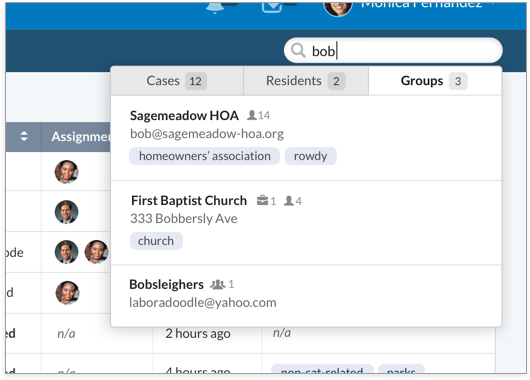 Monica Fernandez
bob
Cases 12 Residents 2 Groups 3
Sagemeadow HOA 14
Assignme
bob@sagemeadow-hoa.org
homeowners' association rowdy
First Baptist Church 1 4
333 Bobbersly Ave
ode church
Bobsleighers 1
d laboradoodle@yahoo.com
ed n/a 2 hours ago n/a
ed n/a 4 hours ago non-cat-related parks